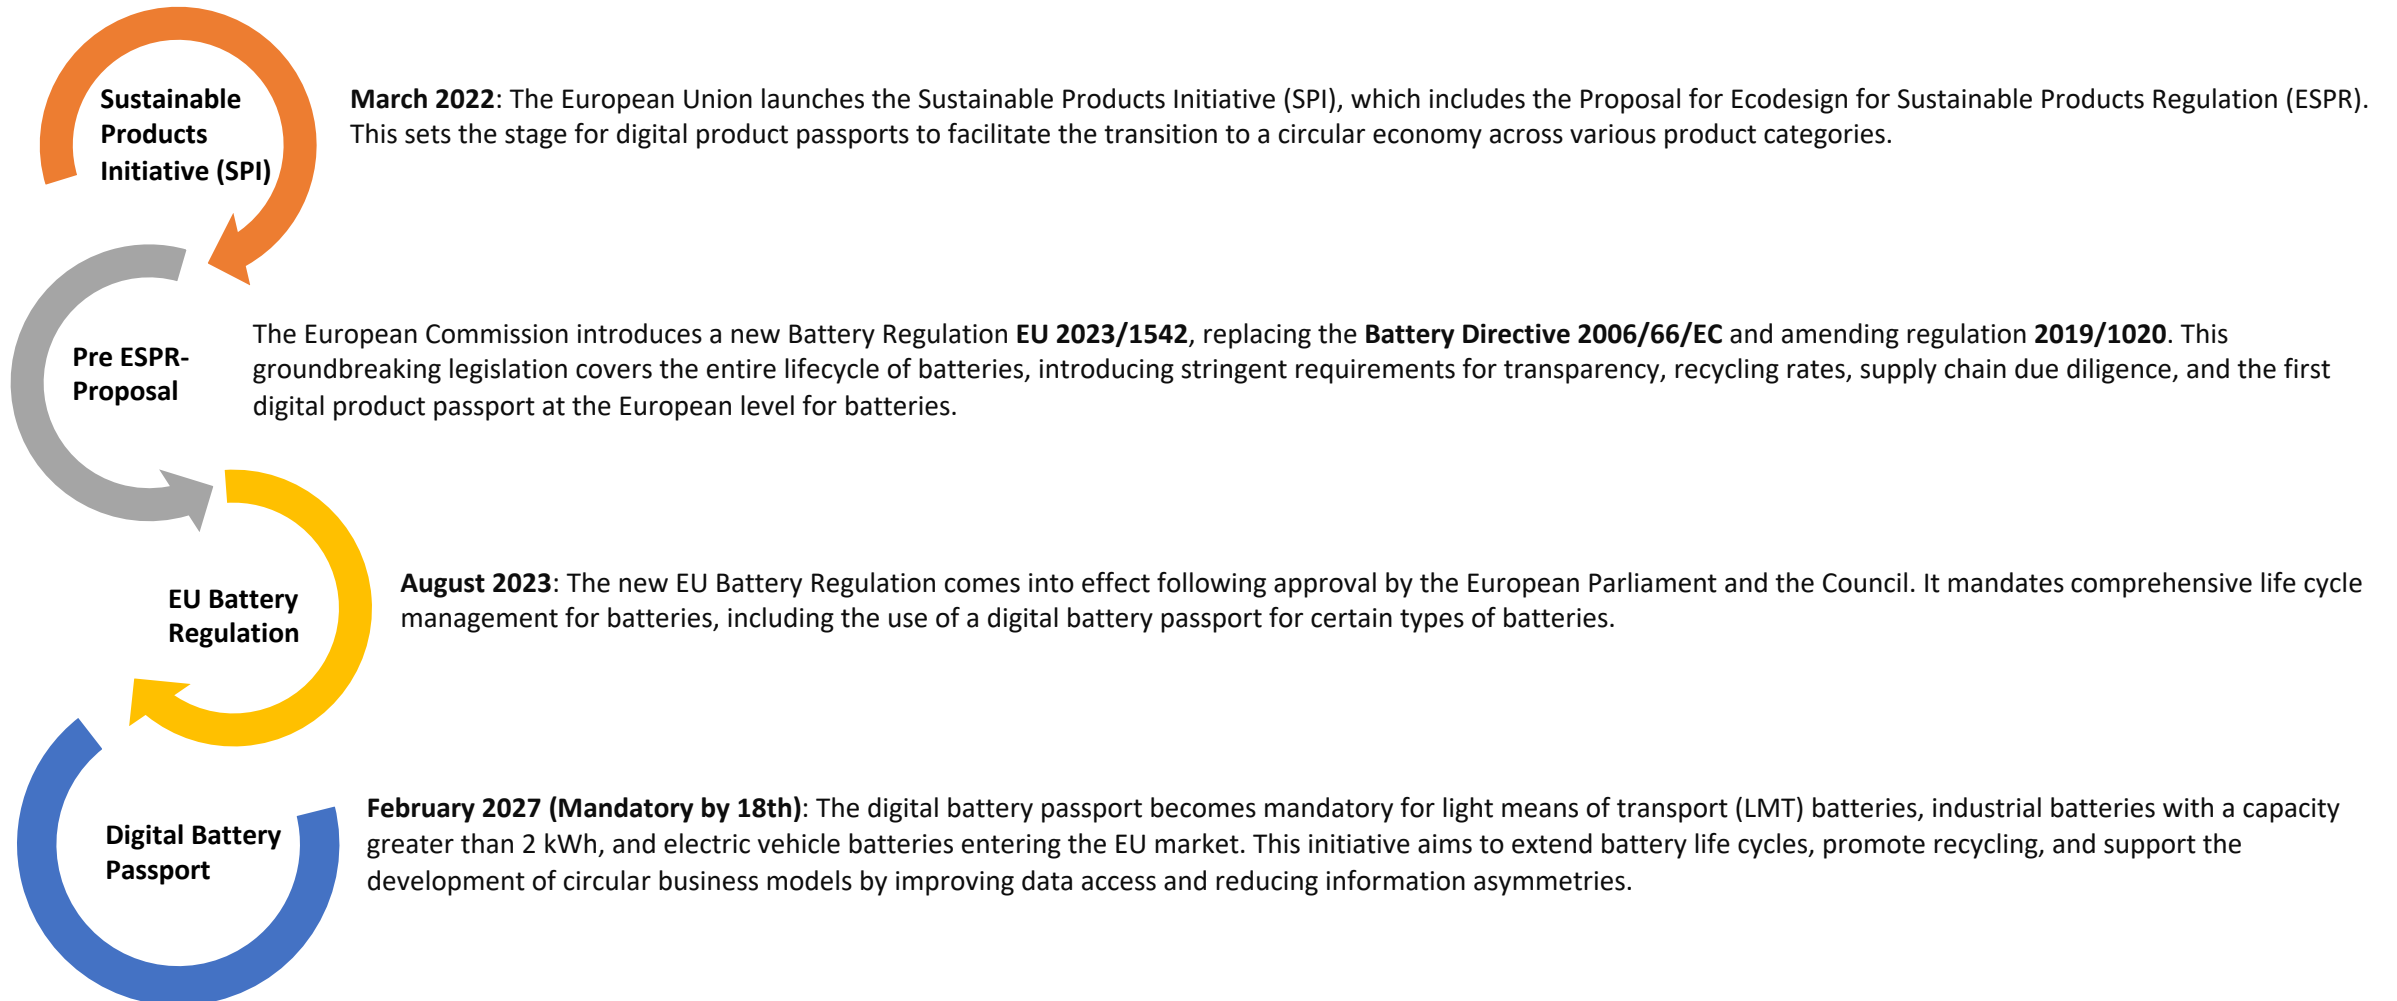 Sustainable
Products
Initiative (SPI)
March 2022: The European Union launches the Sustainable Products Initiative (SPI), which includes the Proposal for Ecodesign for Sustainable Products Regulation (ESPR).
This sets the stage for digital product passports to facilitate the transition to a circular economy across various product categories.
Pre ESPR-
Proposal
The European Commission introduces a new Battery Regulation EU 2023/1542, replacing the Battery Directive 2006/66/EC and amending regulation 2019/1020. This
groundbreaking legislation covers the entire lifecycle of batteries, introducing stringent requirements for transparency, recycling rates, supply chain due diligence, and the first
digital product passport at the European level for batteries.
EU Battery
Regulation
August 2023: The new EU Battery Regulation comes into effect following approval by the European Parliament and the Council. It mandates comprehensive life cycle
management for batteries, including the use of a digital battery passport for certain types of batteries.
Digital Battery
Passport
February 2027 (Mandatory by 18th): The digital battery passport becomes mandatory for light means of transport (LMT) batteries, industrial batteries with a capacity
greater than 2 kWh, and electric vehicle batteries entering the EU market. This initiative aims to extend battery life cycles, promote recycling, and support the
development of circular business models by improving data access and reducing information asymmetries.